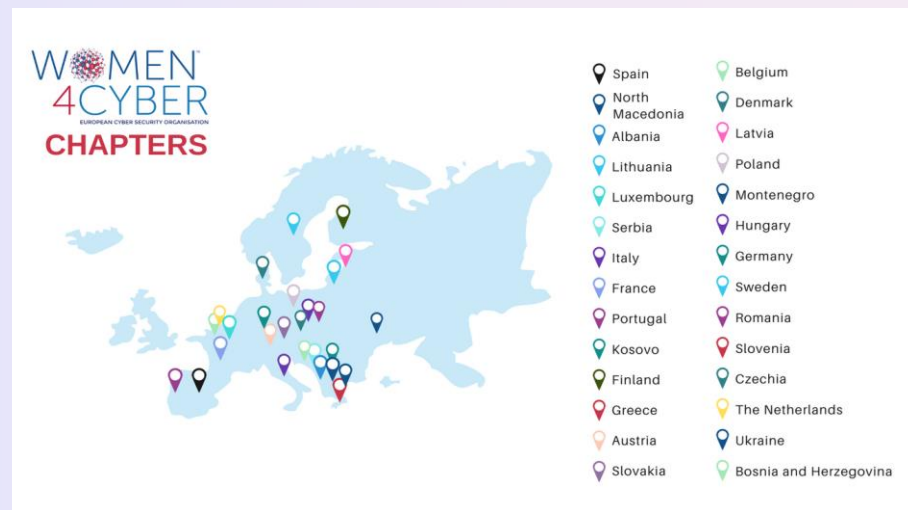 WOMEN™
4CYBER
EUROPEAN CYBER SECURITY ORGANISATION
CHAPTERS
Spain
North
Macedonia
Albania
Lithuania
Luxembourg
Serbia
Italy
France
Portugal
Kosovo
Finland
Greece
Austria
Slovakia
Belgium
Denmark
Latvia
Poland
Montenegro
Hungary
Germany
Sweden
Romania
Slovenia
Czechia
The Netherlands
Ukraine
Bosnia and Herzegovina